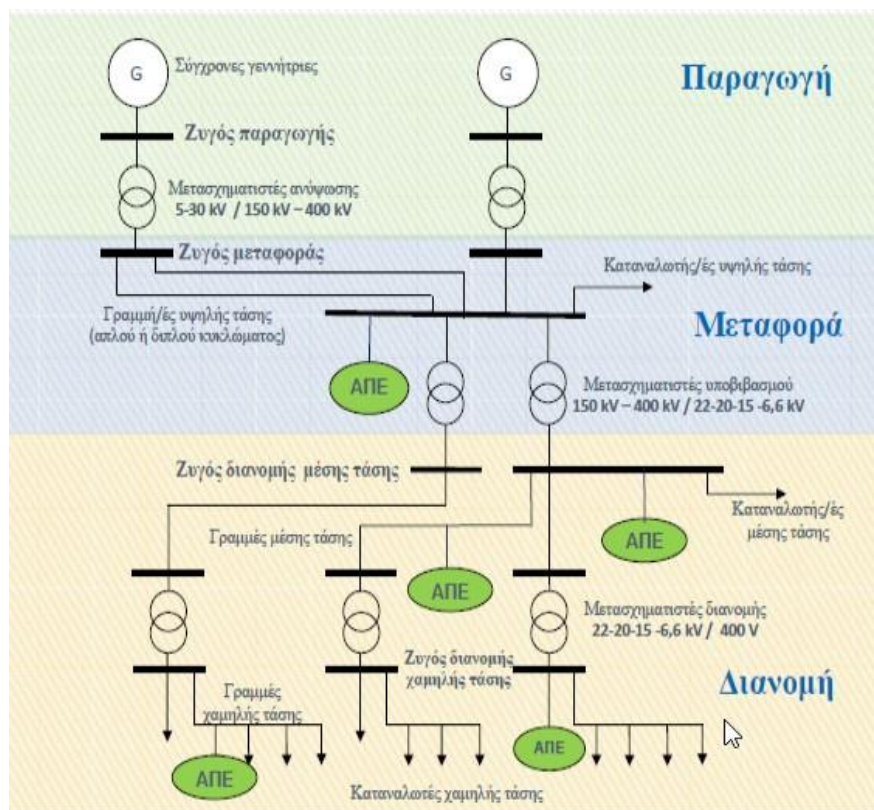 G
Σύγχρονες γεννήτριες
G
Παραγωγή
Ζυγός παραγωγής
Μετασχηματιστές ανύψωσης
5-30 kV / 150 kV – 400 kV
Ζυγός μεταφοράς
Καταναλωτής/ές υψηλής τάσης
Γραμμή/ές υψηλής τάσης
(απλού ή διπλού κυκλώματος)
Μεταφορά
ΑΠΕ
Μετασχηματιστές υποβιβασμού
150 kV – 400 kV / 22-20-15 -6,6 kV
Ζυγός διανομής μέσης τάσης
Καταναλωτής/ές
μέσης τάσης
Γραμμές μέσης τάσης
ΑΠΕ
ΑΠΕ
Μετασχηματιστές διανομής
22-20-15 -6,6 kV / 400 V
Ζυγός διανομής
χαμηλής τάσης
Διανομή
Γραμμές
χαμηλής τάσης
ΑΠΕ
ΑΠΕ
Καταναλωτές χαμηλής τάσης